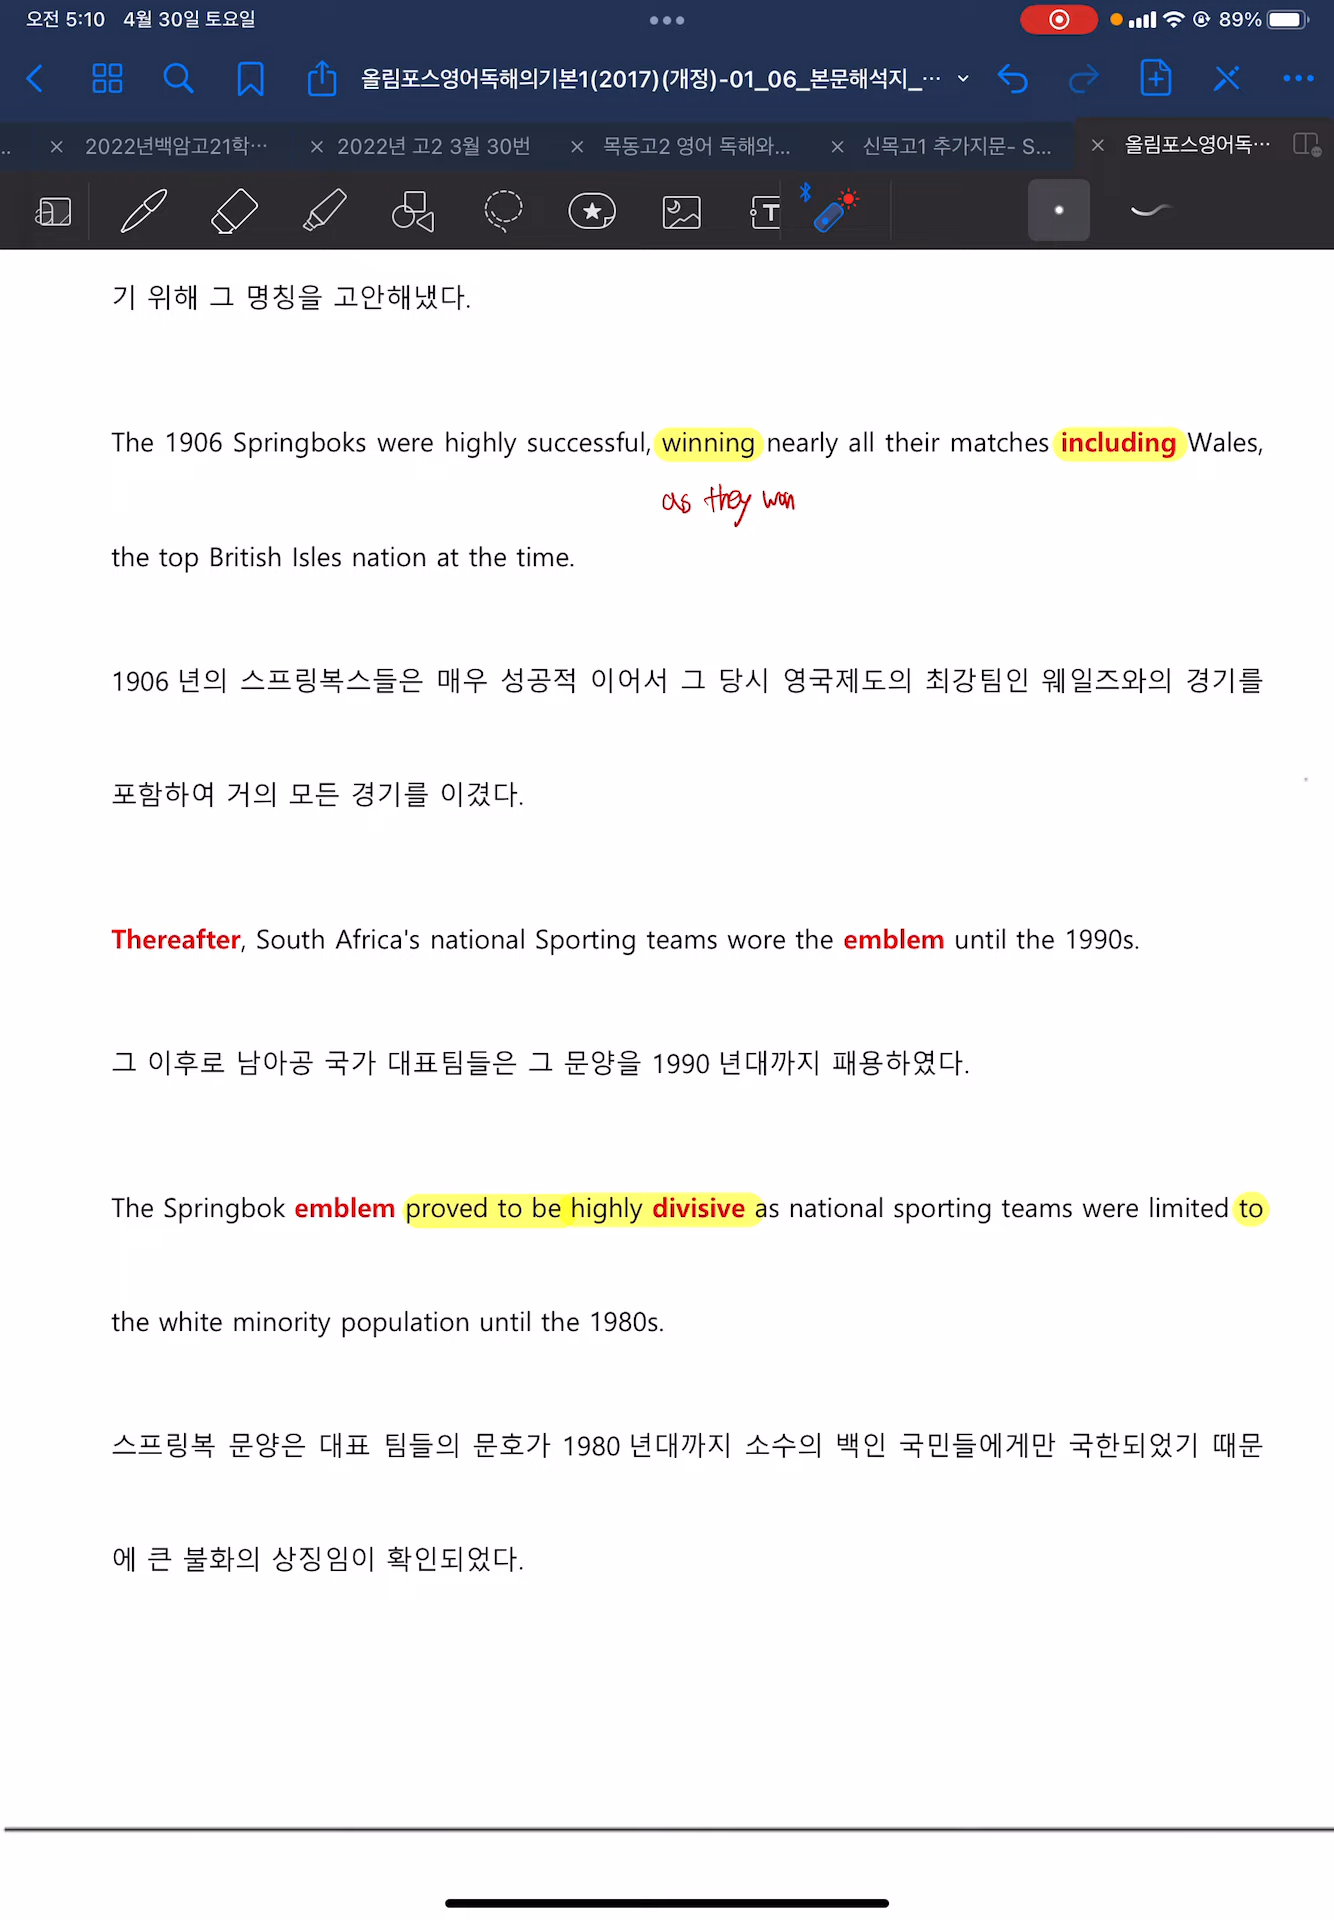 오전 5:10 4월 30일 토요일
89%
올림포스영어독해의기본1(2017)(개정)-01_06_본문해석지_…
.. × 2022년백암고21학… × 2022년 고2 3월 30번 × 목동고2 영어 독해와... × 신목고1 추가지문- S... × 올림포스영어독…
T
기 위해 그 명칭을 고안해냈다.
The 1906 Springboks were highly successful, winning nearly all their matches including Wales,
as they won
the top British Isles nation at the time.
1906 년의 스프링복스들은 매우 성공적 이어서 그 당시 영국제도의 최강팀인 웨일즈와의 경기를
포함하여 거의 모든 경기를 이겼다.
Thereafter, South Africa's national Sporting teams wore the emblem until the 1990s.
그 이후로 남아공 국가 대표팀들은 그 문양을 1990 년대까지 패용하였다.
The Springbok emblem proved to be highly divisive as national sporting teams were limited to
the white minority population until the 1980s.
스프링복 문양은 대표 팀들의 문호가 1980 년대까지 소수의 백인 국민들에게만 국한되었기 때문
에 큰 불화의 상징임이 확인되었다.